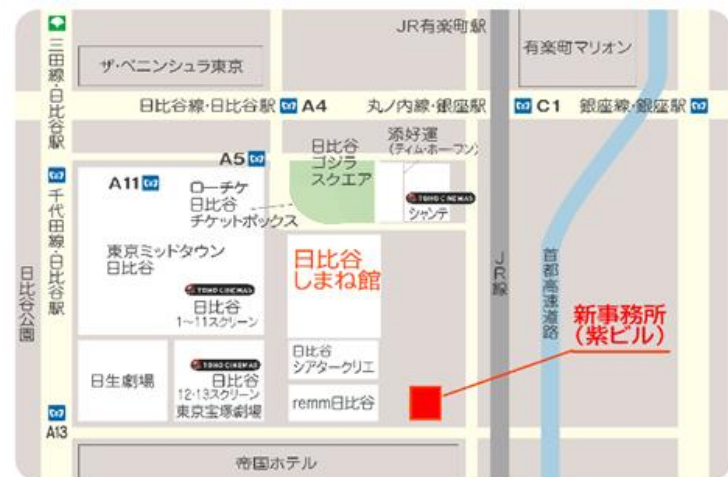 JR有楽町駅
有楽町マリオン
ザ・ペニンシュラ東京
三田線・日比谷駅
日比谷線・日比谷駅 A4
丸ノ内線・銀座駅
C1 銀座線・銀座駅
A5
A11
ローチケ
日比谷
チケットボックス
日比谷
ゴジラ
スクエア
添好運
(ティム・ホー・ワン)
TOHO CINEMAS
シャンテ
千代田線・日比谷駅
日比谷公園
東京ミッドタウン
日比谷
TOHO CINEMAS
日比谷
1~11スクリーン
日比谷
しまね館
JR線
首都高速道路
新事務所
(紫ビル)
日生劇場
TOHO CINEMAS
日比谷
12・13スクリーン
東京宝塚劇場
日比谷
シアタークリエ
remm日比谷
A13
帝国ホテル